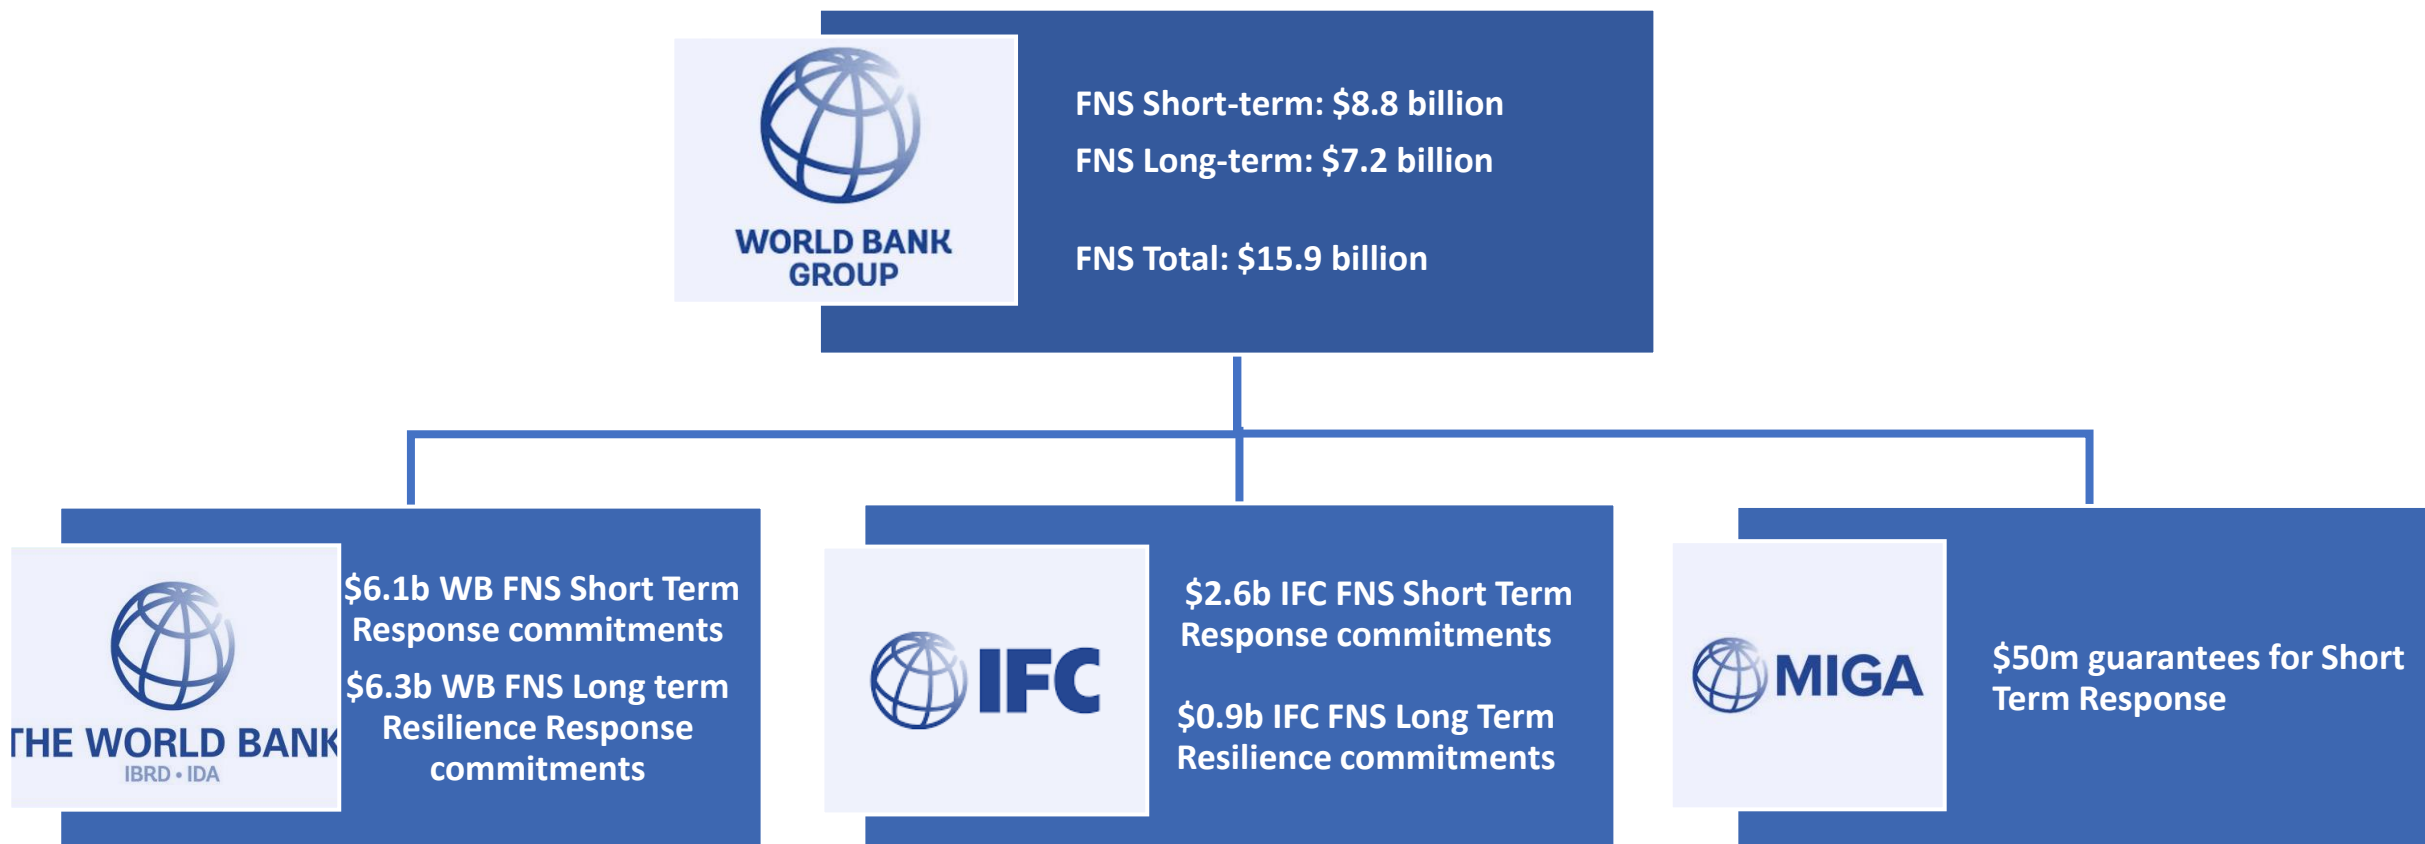 WORLD BANK
GROUP
FNS Short-term: $8.8 billion
FNS Long-term: $7.2 billion
FNS Total: $15.9 billion
THE WORLD BANK
IBRD • IDA
$6.1b WB FNS Short Term
Response commitments
$6.3b WB FNS Long term
Resilience Response
commitments
IFC
$2.6b IFC FNS Short Term
Response commitments
$0.9b IFC FNS Long Term
Resilience commitments
MIGA
$50m guarantees for Short
Term Response